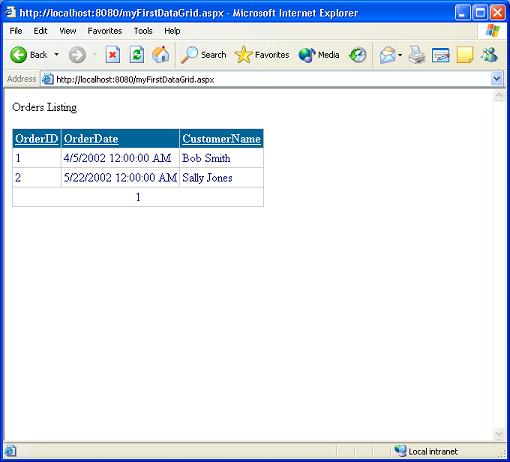 http://localhost:8080/myFirstDataGrid.aspx - Microsoft Internet Explorer
File Edit View Favorites Tools Help
Back Search Favorites Media
Address http://localhost:8080/myFirstDataGrid.aspx
Orders Listing
OrderID OrderDate CustomerName
1 4/5/2002 12:00:00 AM Bob Smith
2 5/22/2002 12:00:00 AM Sally Jones
1
Local intranet